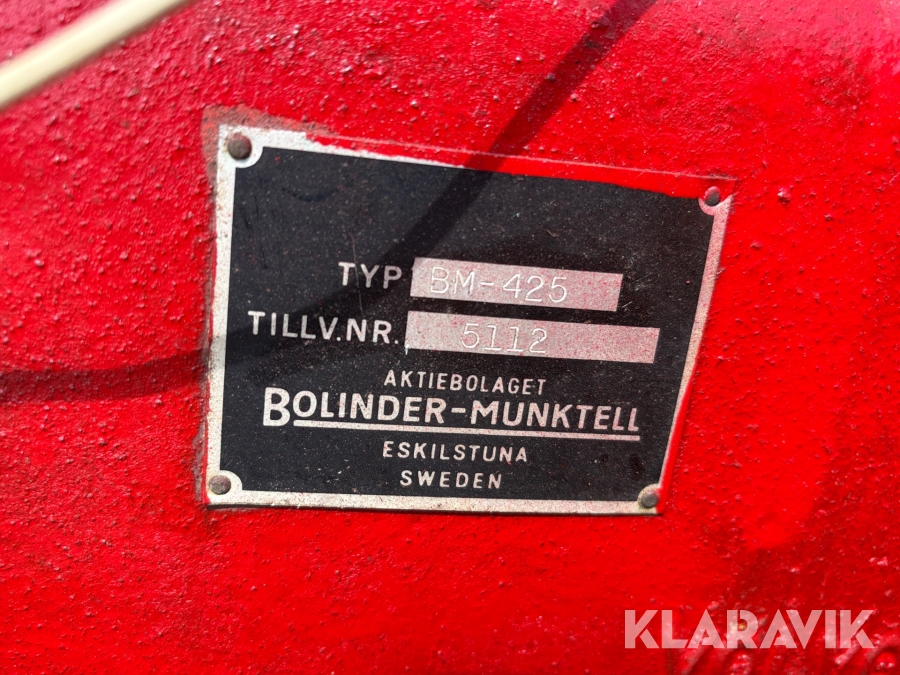 TYP BM-425
TILLV.NR. 5112
AKTIEBOLAGET
BOLINDER-MUNKTELL
ESKILSTUNA
SWEDEN
KLARAVIK